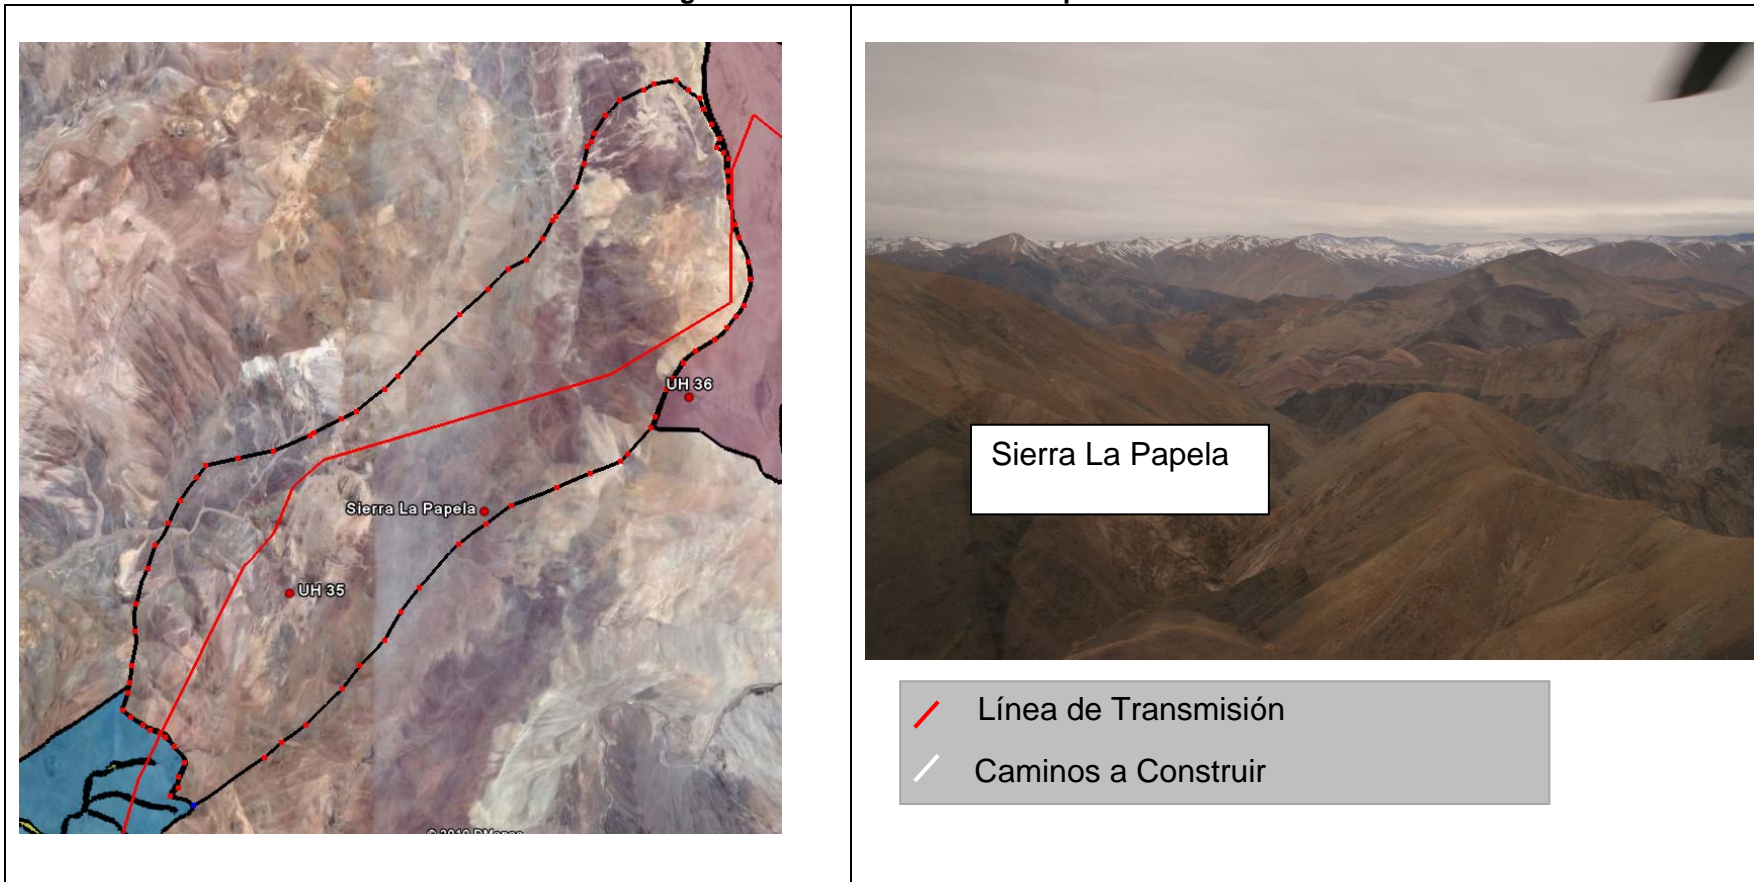 UH 36
Sierra La Papela
UH 35
Sierra La Papela
Línea de Transmisión
Caminos a Construir